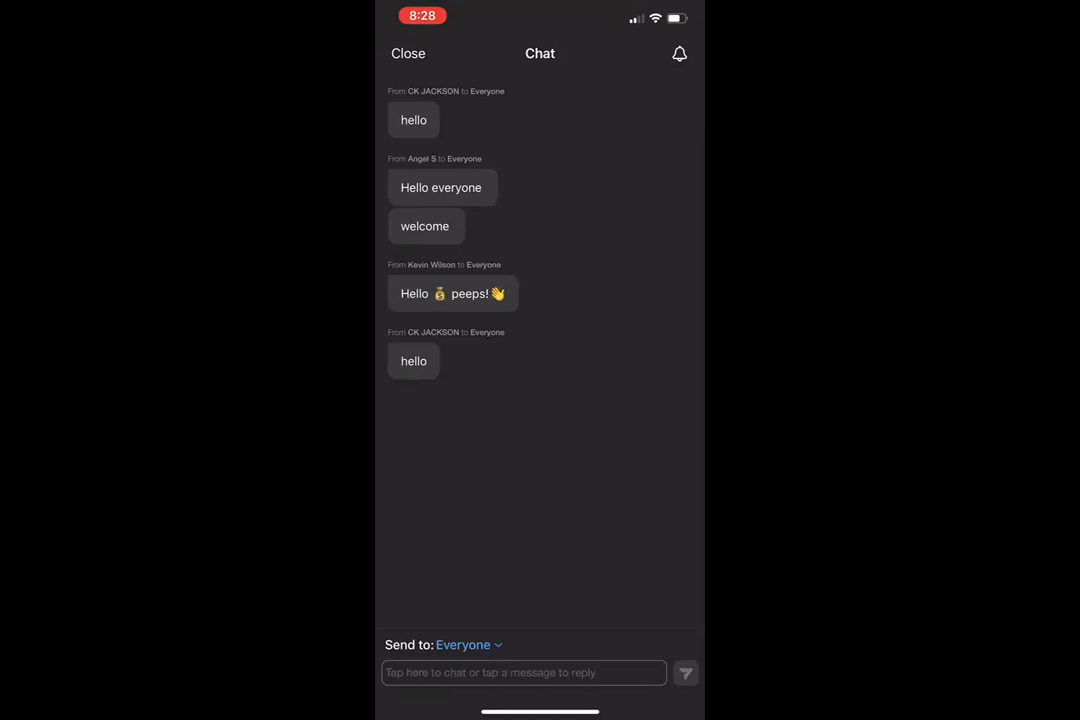 8:28
Close
Chat
From CK JACKSON to Everyone
hello
From Angel S to Everyone
Hello everyone
welcome
From Kevin Wilson to Everyone
Hello 💰 peeps!👋
From CK JACKSON to Everyone
hello
Send to: Everyone
Tap here to chat or tap a message to reply